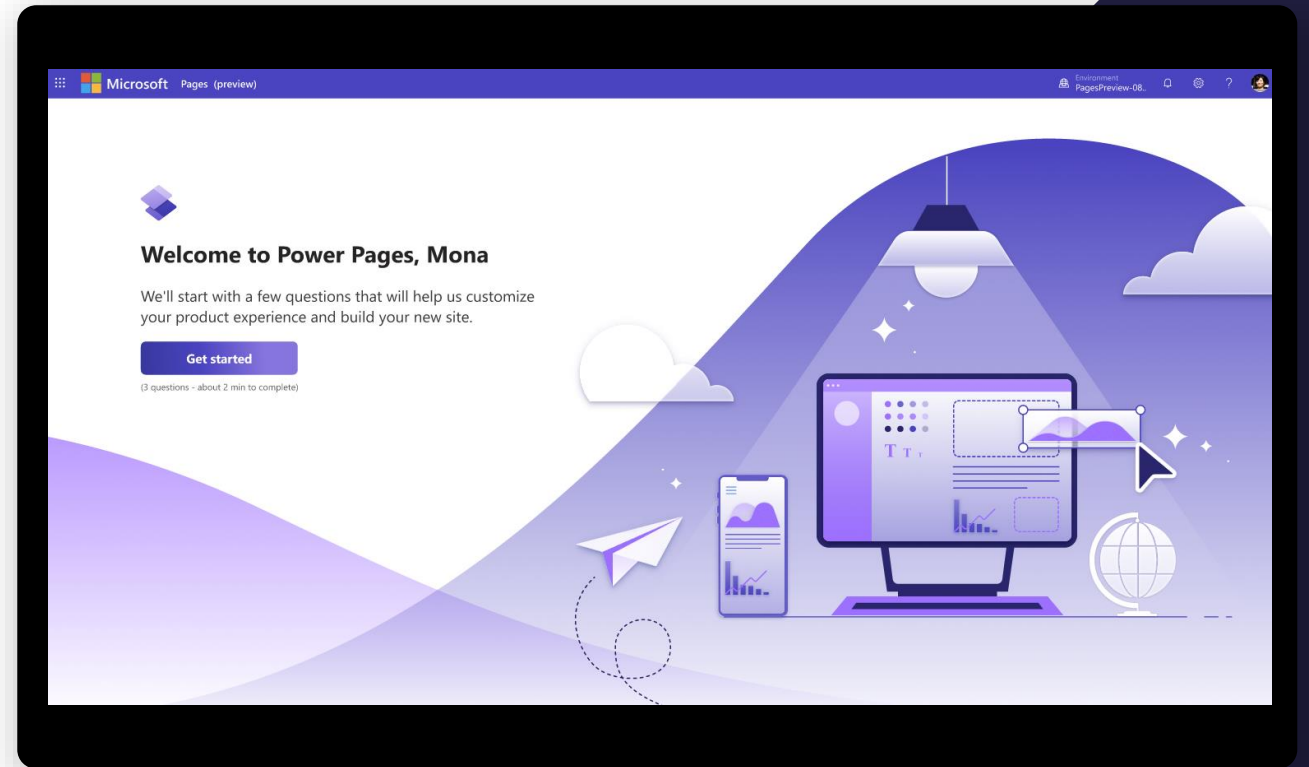 Microsoft Pages (preview)
Environment
PagesPreview-08..
?
Welcome to Power Pages, Mona
We'll start with a few questions that will help us customize
your product experience and build your new site.
Get started
(3 questions - about 2 min to complete)
T T T